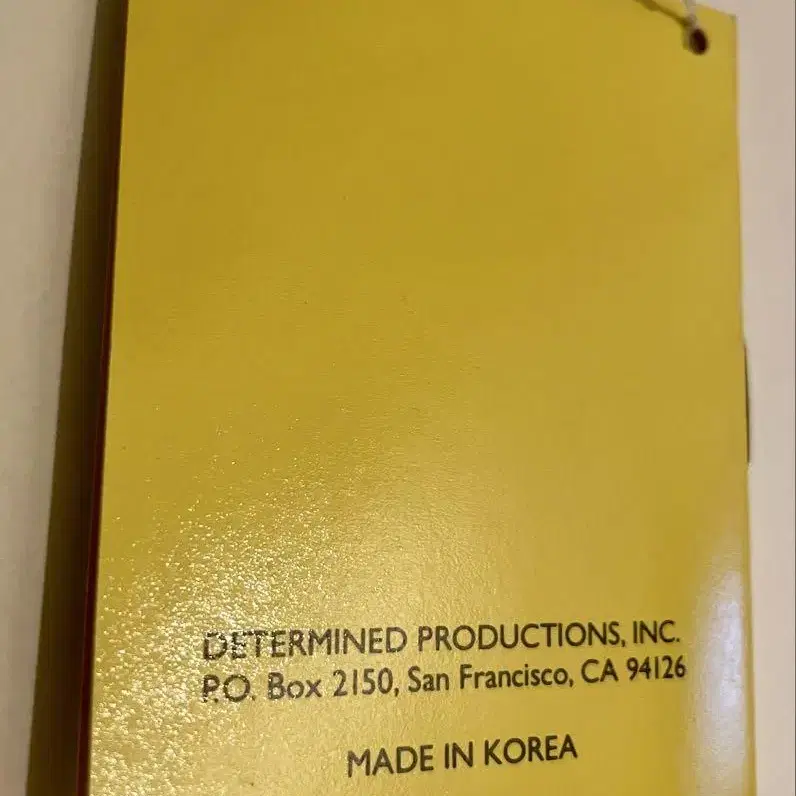 DETERMINED PRODUCTIONS, INC.
P.O. Box 2150, San Francisco, CA 94126
MADE IN KOREA